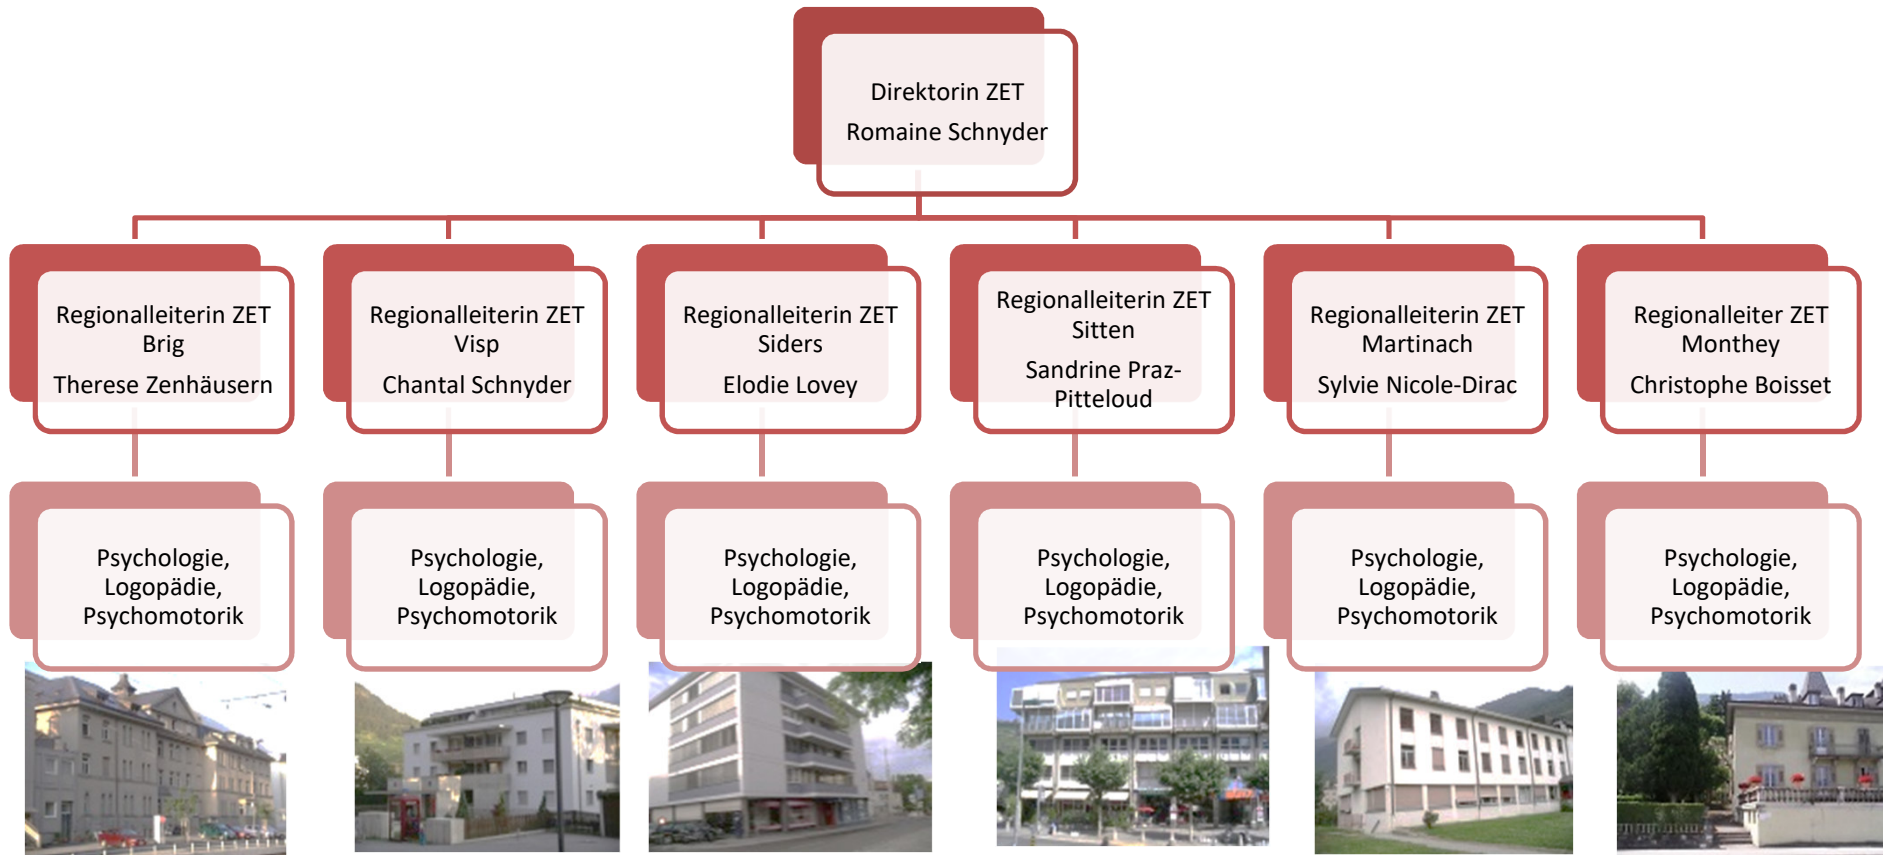 Direktorin ZET
Romaine Schnyder
Regionalleiterin ZET
Brig
Therese Zenhäusern
Regionalleiterin ZET
Visp
Chantal Schnyder
Regionalleiterin ZET
Siders
Elodie Lovey
Regionalleiterin ZET
Sitten
Sandrine Praz-
Pitteloud
Regionalleiterin ZET
Martinach
Sylvie Nicole-Dirac
Regionalleiter ZET
Monthey
Christophe Boisset
Psychologie,
Logopädie,
Psychomotorik
Psychologie,
Logopädie,
Psychomotorik
Psychologie,
Logopädie,
Psychomotorik
Psychologie,
Logopädie,
Psychomotorik
Psychologie,
Logopädie,
Psychomotorik
Psychologie,
Logopädie,
Psychomotorik